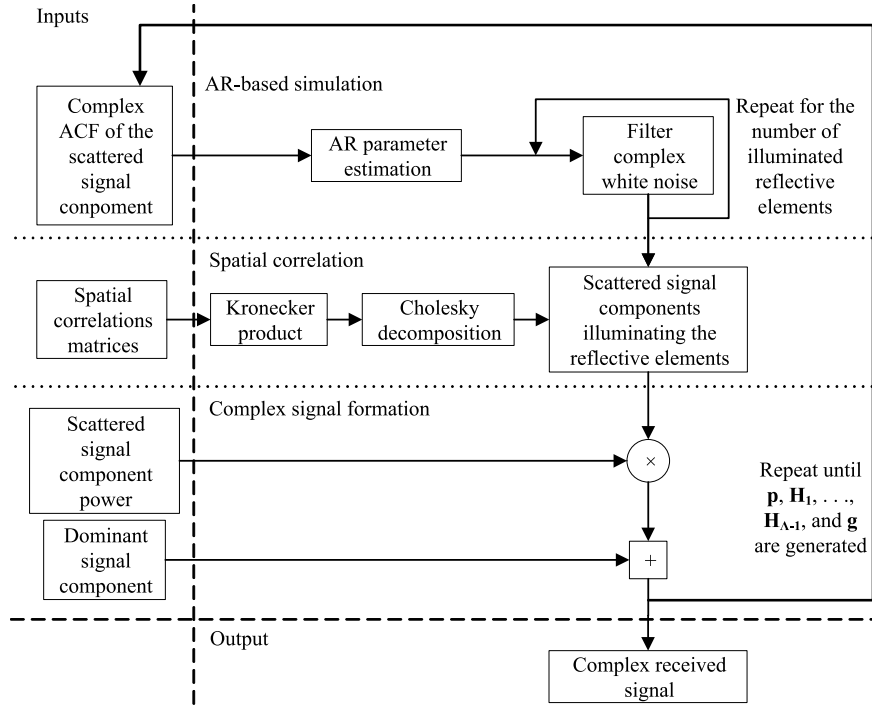 Inputs
AR-based simulation
Complex
ACF of the
scattered
signal
conpoment
AR parameter
estimation
Filter
complex
white noise
Repeat for the
number of
illuminated
reflective
elements
Spatial correlation
Spatial
correlations
matrices
Kronecker
product
Cholesky
decomposition
Scattered signal
components
illuminating the
reflective elements
Complex signal formation
Scattered
signal
component
power
×
Repeat until
p, H1, . . .,
HΛ-1, and g
are generated
Dominant
signal
component
+
Output
Complex received
signal